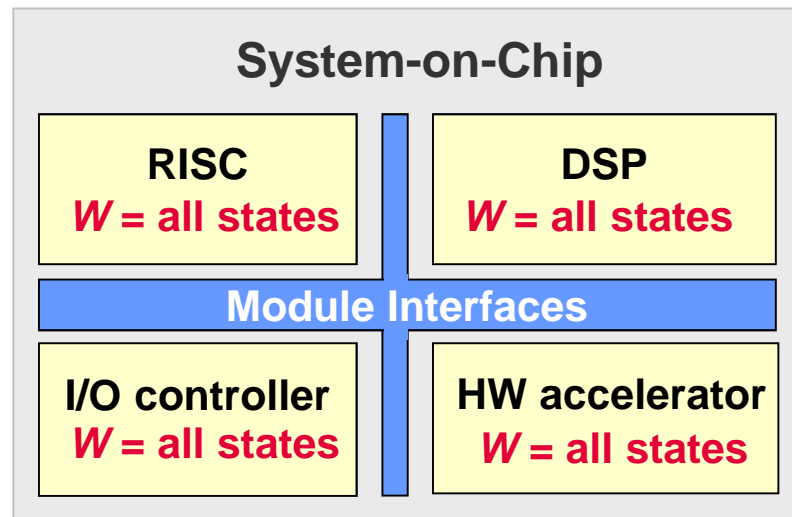 System-on-Chip
RISC
W = all states
DSP
W = all states
Module Interfaces
I/O controller
W = all states
HW accelerator
W = all states